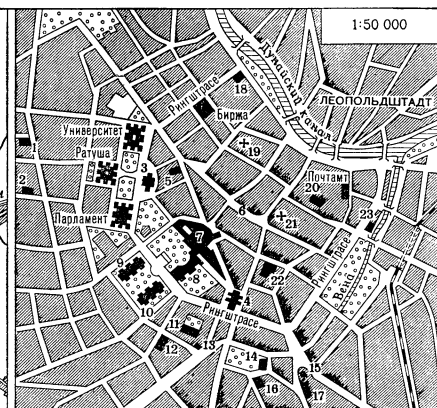 1:50 000
Дунайский канал
ЛЕОПОЛЬДШТАДТ
Рингштрасе
18
Биржа
Университет
Ратуша
1
3
19
2
5
Почтамт
20
6
Парламент
21
23
7
Рингштрасе
Вена
9
22
4
10
Рингштрасе
11
12
13
14
15
16
17